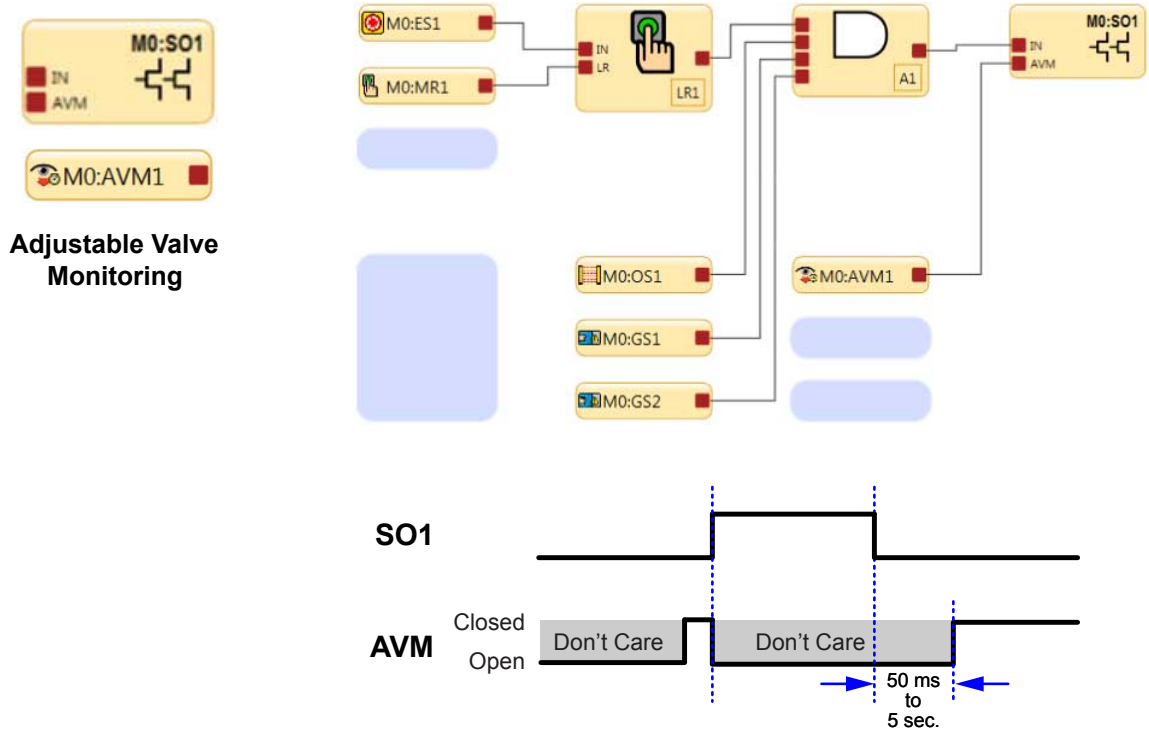 M0:SO1
IN
AVM
M0:AVM1
Adjustable Valve
Monitoring
M0:ES1
M0:MR1
IN
LR
LR1
A1
M0:SO1
IN
AVM
M0:OS1
M0:GS1
M0:GS2
M0:AVM1
SO1
AVM
Closed
Open
Don't Care
Don't Care
50 ms
to
5 sec.